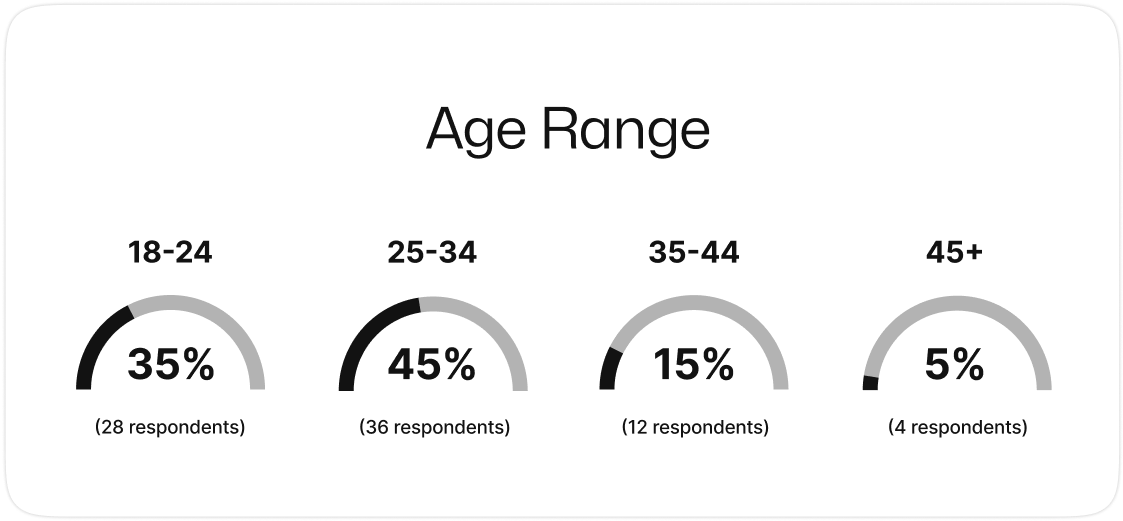 Age Range
18-24
35%
(28 respondents)
25-34
45%
(36 respondents)
35-44
15%
(12 respondents)
45+
5%
(4 respondents)